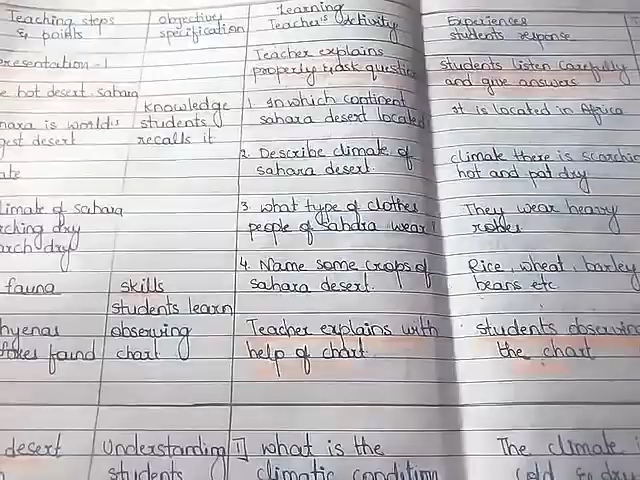 Teaching steps
& points
objective
specification
Learning
Teacher's Activity
Experiences
students response
resentation-1
Teacher explains
properly & ask question
students listen carefully
and give answers
e hot desert sahara
hara is world's
gest desert
ate
knowledge
students
recalls it
1. In which continent
sahara desert located
It is located in Africa
2. Describe climate of
sahara desert.
climate there is scorching
hot and pat dry
limate of sahara
rching dry
arch dry
3. what type of clothes
people of Sahara wear?
They wear heavy
robes
4. Name some crops of
sahara desert.
Rice, wheat, barley
beans etc
fauna
hyenas
foxes found
skills
students learn
observing
chart
Teacher explains with
help of chart.
students observing
the chart
desert
Understanding
students
1] what is the
climatic condition
The climate i
cold & dry